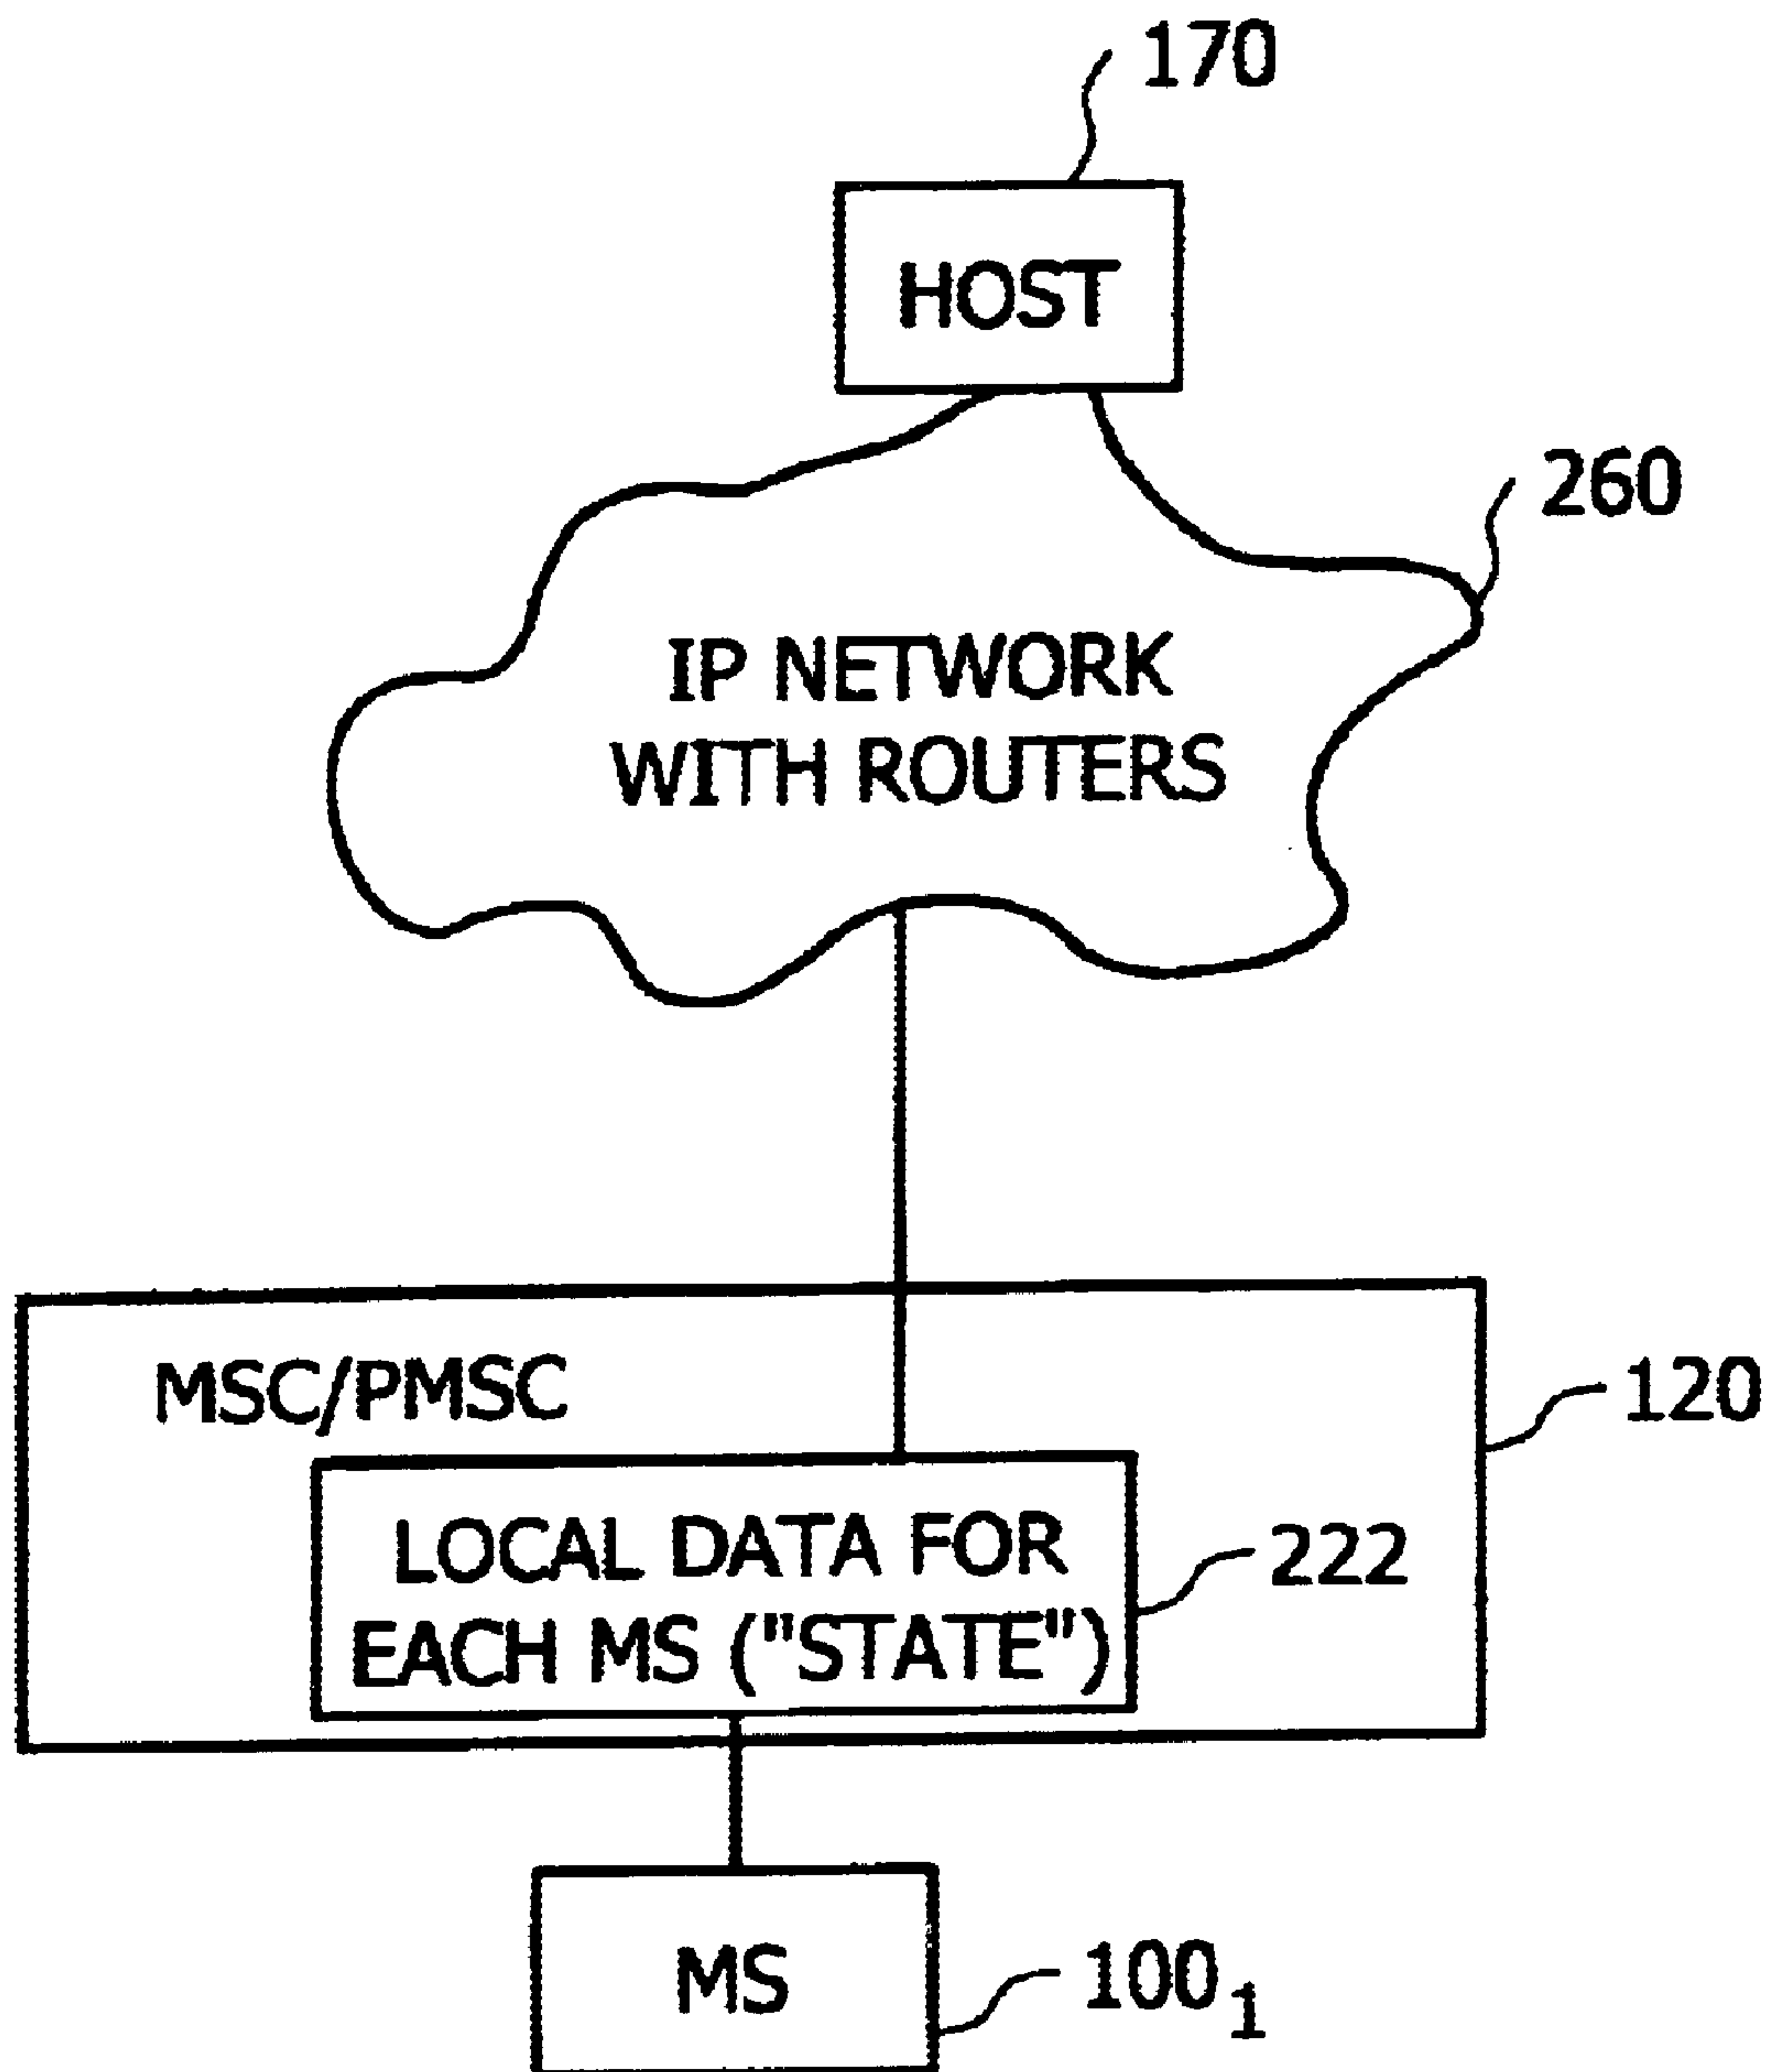 170
HOST
260
IP NETWORK
WITH ROUTERS
MSC/PMSC
120
LOCAL DATA FOR
EACH MS ("STATE")
222
MS
100₁